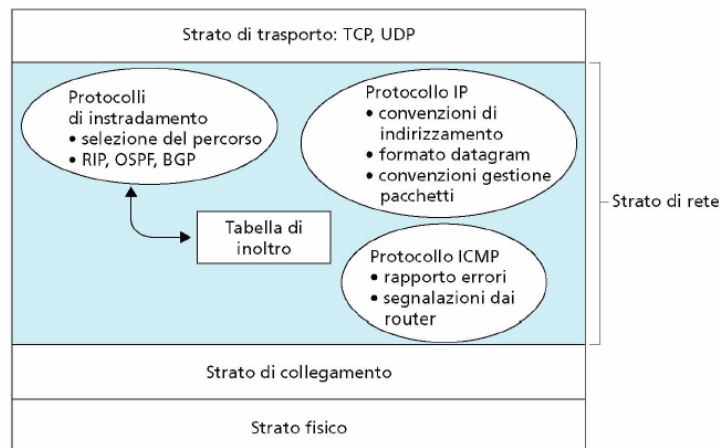 Strato di trasporto: TCP, UDP
Protocolli
di instradamento
• selezione del percorso
• RIP, OSPF, BGP
Tabella di
inoltro
Protocollo IP
• convenzioni di
indirizzamento
• formato datagram
• convenzioni gestione
pacchetti
Protocollo ICMP
• rapporto errori
• segnalazioni dai
router
Strato di rete
Strato di collegamento
Strato fisico